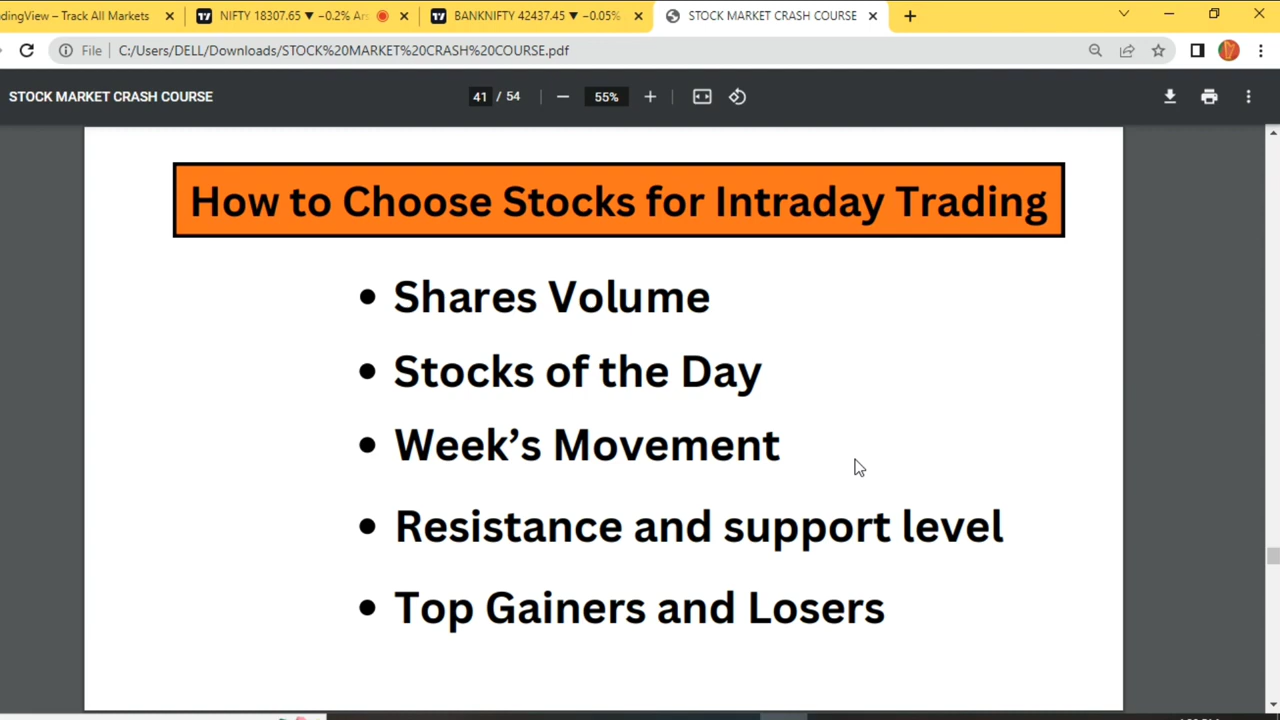 adingView – Track All Markets
NIFTY 18307.65 ▼ −0.2%
BANKNIFTY 42437.45 ▼ −0.05%
STOCK MARKET CRASH COURSE
File
C:/Users/DELL/Downloads/STOCK%20MARKET%20CRASH%20COURSE.pdf
STOCK MARKET CRASH COURSE
41 / 54
55%
How to Choose Stocks for Intraday Trading
• Shares Volume
• Stocks of the Day
• Week’s Movement
• Resistance and support level
• Top Gainers and Losers